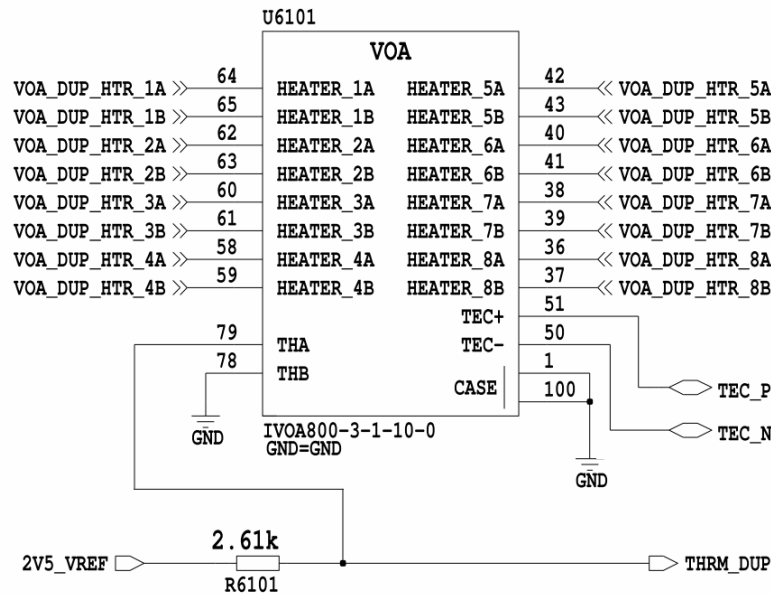 U6101
VOA
VOA_DUP_HTR_1A 64 HEATER_1A HEATER_5A 42 VOA_DUP_HTR_5A
VOA_DUP_HTR_1B 65 HEATER_1B HEATER_5B 43 VOA_DUP_HTR_5B
VOA_DUP_HTR_2A 62 HEATER_2A HEATER_6A 40 VOA_DUP_HTR_6A
VOA_DUP_HTR_2B 63 HEATER_2B HEATER_6B 41 VOA_DUP_HTR_6B
VOA_DUP_HTR_3A 60 HEATER_3A HEATER_7A 38 VOA_DUP_HTR_7A
VOA_DUP_HTR_3B 61 HEATER_3B HEATER_7B 39 VOA_DUP_HTR_7B
VOA_DUP_HTR_4A 58 HEATER_4A HEATER_8A 36 VOA_DUP_HTR_8A
VOA_DUP_HTR_4B 59 HEATER_4B HEATER_8B 37 VOA_DUP_HTR_8B
TEC+ 51
79 THA TEC- 50
78 THB 1
CASE 100
TEC_P
GND IVOA800-3-1-10-0 TEC_N
GND=GND
GND
2.61k
2V5_VREF THRM_DUP
R6101